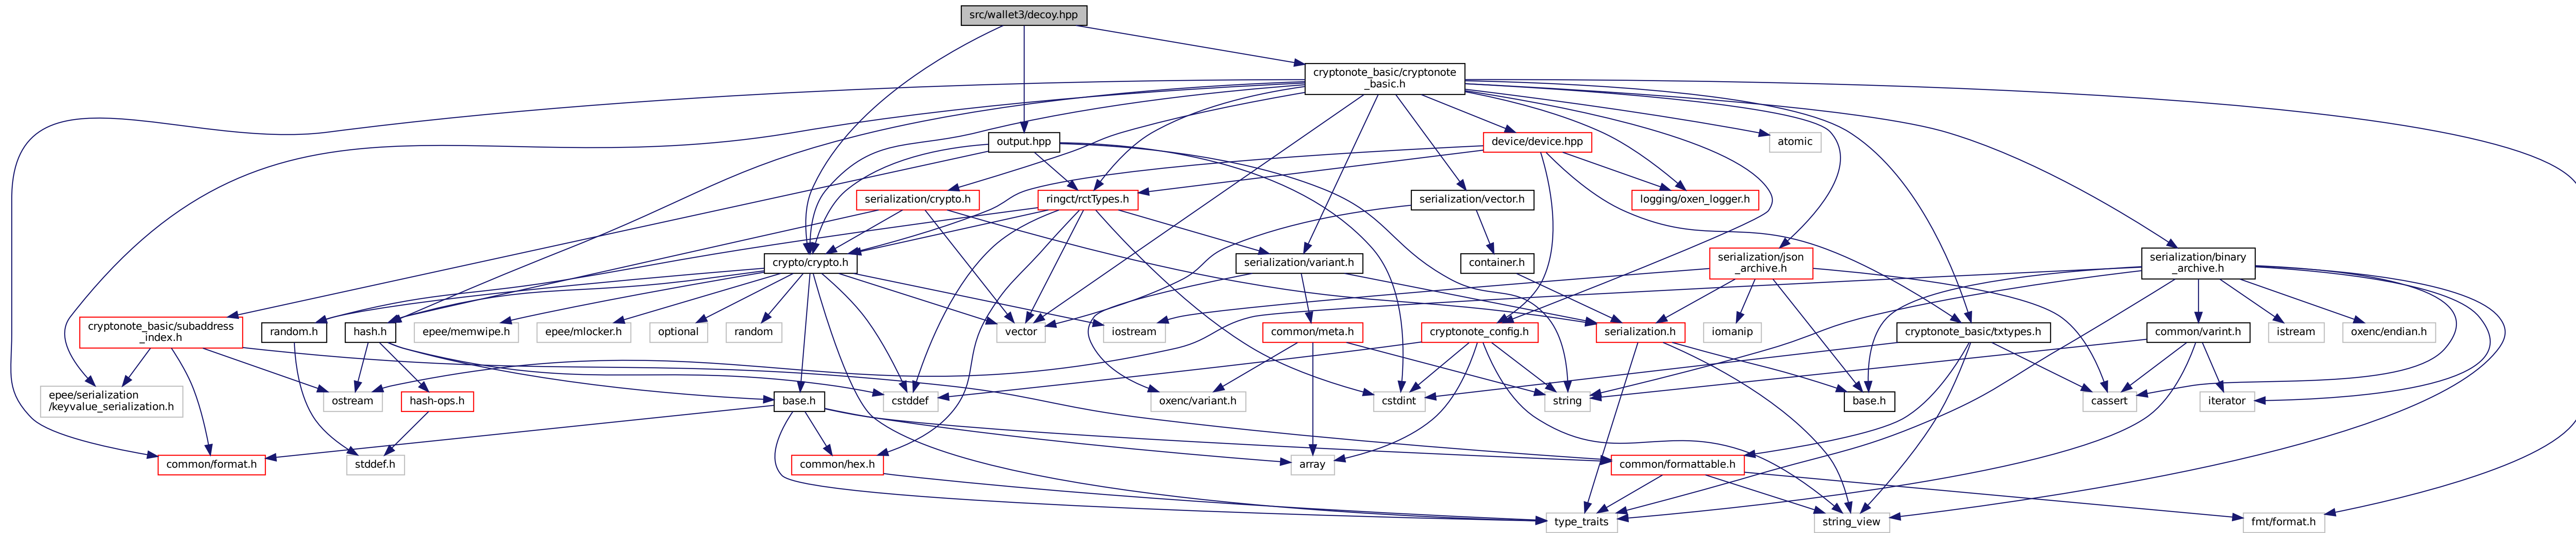 src/wallet3/decoy.hpp
cryptonote_basic/cryptonote
_basic.h
output.hpp
device/device.hpp
atomic
serialization/crypto.h
ringct/rctTypes.h
serialization/vector.h
logging/oxen_logger.h
crypto/crypto.h
serialization/variant.h
container.h
serialization/json
_archive.h
serialization/binary
_archive.h
cryptonote_basic/subaddress
_index.h
random.h
hash.h
epee/memwipe.h
epee/mlocker.h
optional
random
vector
iostream
common/meta.h
cryptonote_config.h
serialization.h
iomanip
cryptonote_basic/txtypes.h
common/varint.h
istream
oxenc/endian.h
epee/serialization
/keyvalue_serialization.h
ostream
hash-ops.h
base.h
cstddef
oxenc/variant.h
cstdint
string
base.h
cassert
iterator
common/format.h
stddef.h
common/hex.h
array
common/formattable.h
type_traits
string_view
fmt/format.h